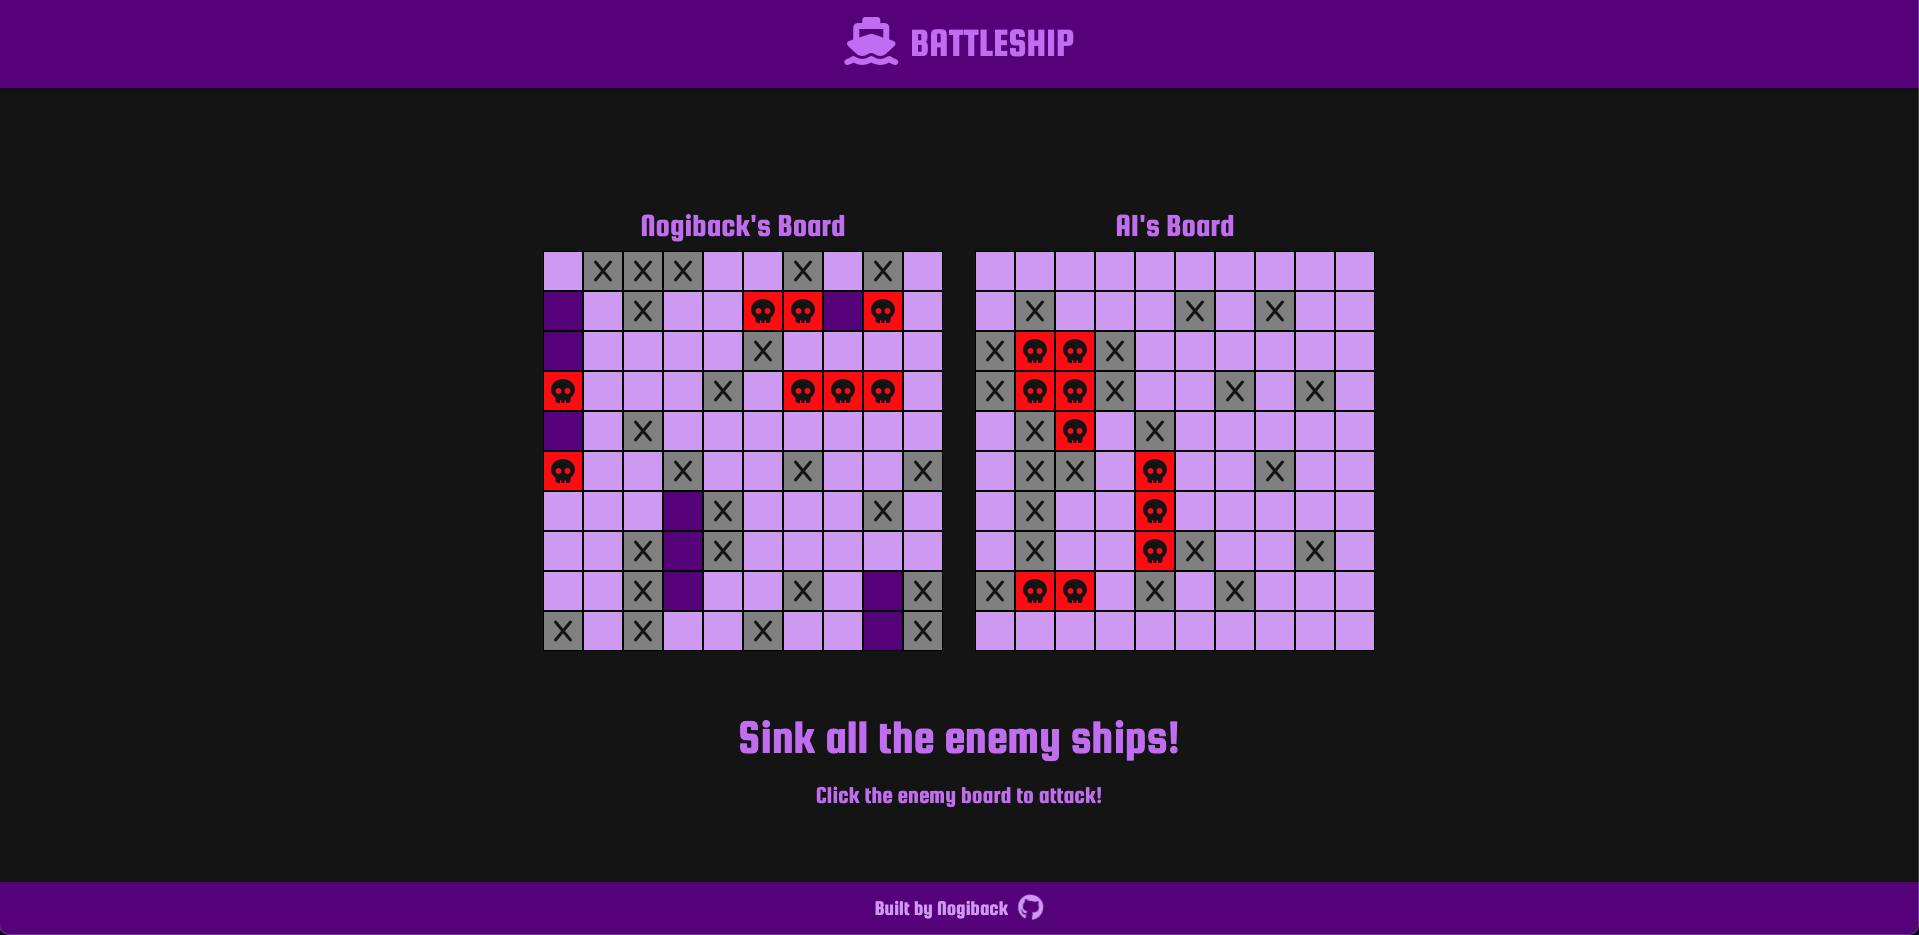 BATTLESHIP
Nogiback's Board
AI's Board
Sink all the enemy ships!
Click the enemy board to attack!
Built by Nogiback